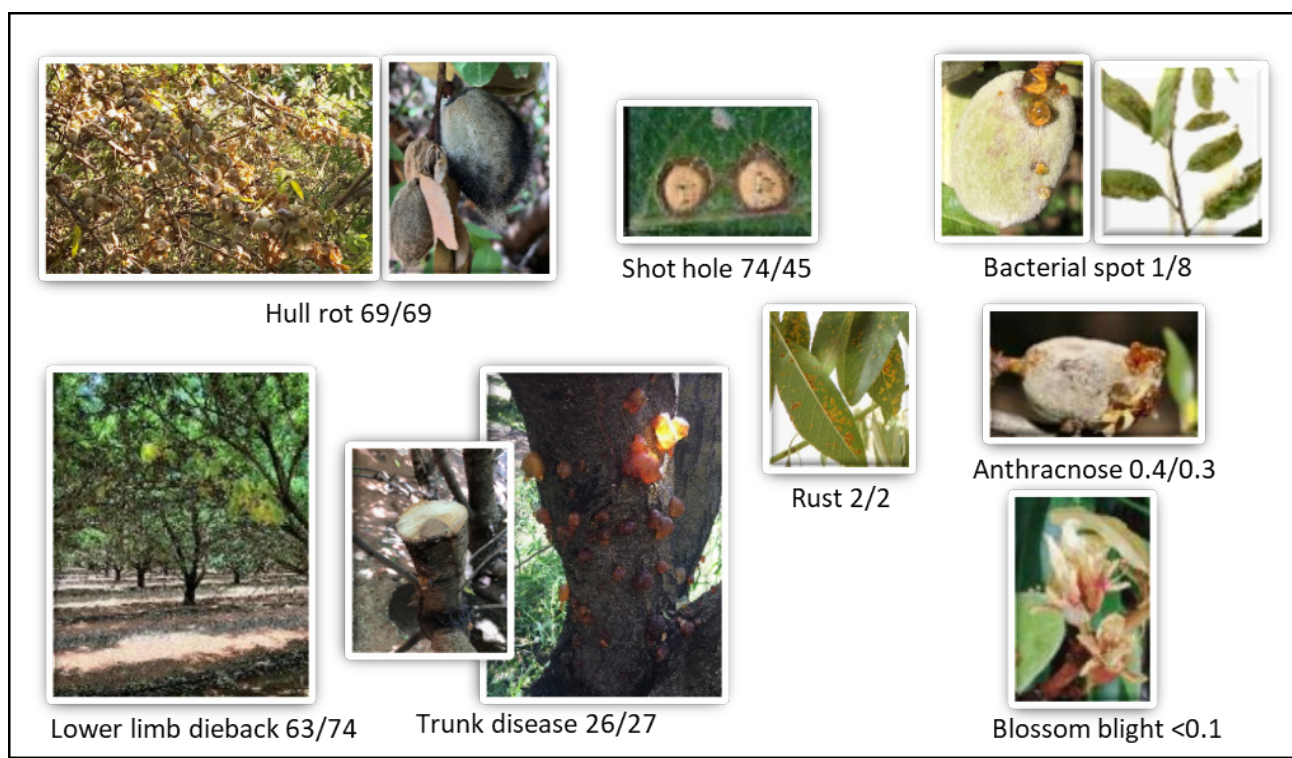 Hull rot 69/69
Shot hole 74/45
Bacterial spot 1/8
Rust 2/2
Anthracnose 0.4/0.3
Lower limb dieback 63/74
Trunk disease 26/27
Blossom blight <0.1